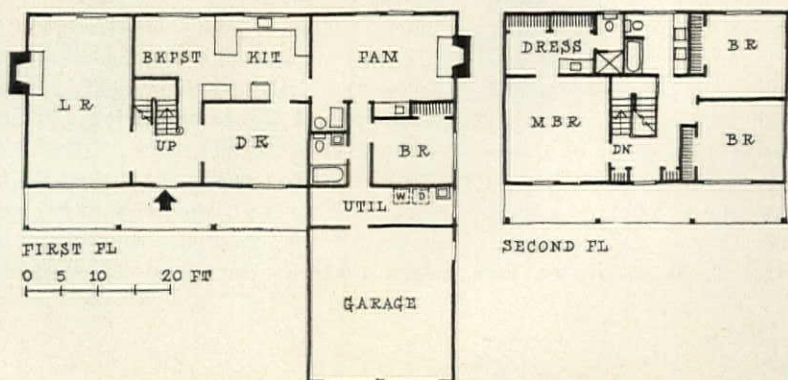 BKFST KIT FAM
LR
UP DR BR
UTIL W D
FIRST FL
0 5 10 20 FT
GARAGE
DRESS BR
MBR BR
DN
SECOND FL